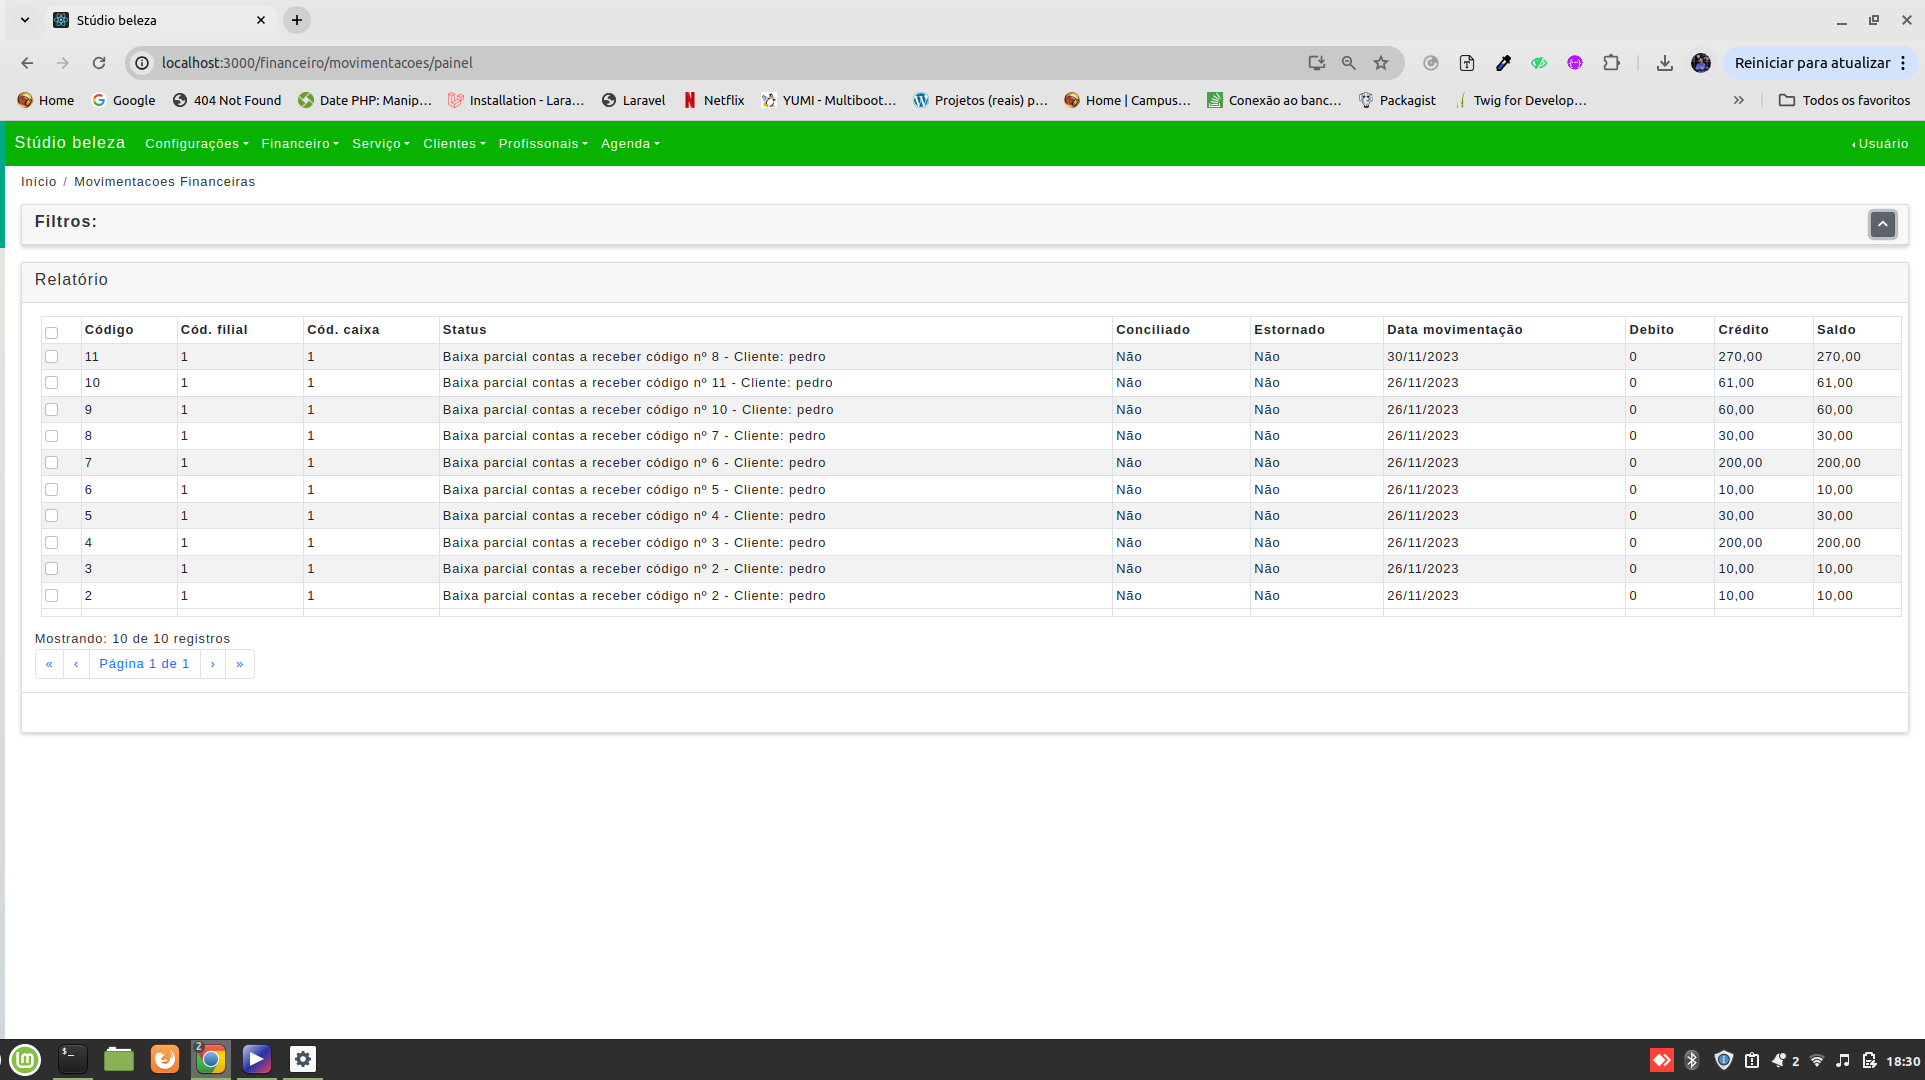 Stúdio beleza
localhost:3000/financeiro/movimentacoes/painel
Reiniciar para atualizar
Home Google 404 Not Found Date PHP: Manip… Installation - Lara… Laravel Netflix YUMI - Multiboot… Projetos (reais) p… Home | Campus… Conexão ao banc… Packagist Twig for Develop… » Todos os favoritos
Stúdio beleza Configurações Financeiro Serviço Clientes Profissonais Agenda Usuário
Início / Movimentacoes Financeiras
Filtros:
Relatório
Código Cód. filial Cód. caixa Status Conciliado Estornado Data movimentação Debito Crédito Saldo
11 1 1 Baixa parcial contas a receber código nº 8 - Cliente: pedro Não Não 30/11/2023 0 270,00 270,00
10 1 1 Baixa parcial contas a receber código nº 11 - Cliente: pedro Não Não 26/11/2023 0 61,00 61,00
9 1 1 Baixa parcial contas a receber código nº 10 - Cliente: pedro Não Não 26/11/2023 0 60,00 60,00
8 1 1 Baixa parcial contas a receber código nº 7 - Cliente: pedro Não Não 26/11/2023 0 30,00 30,00
7 1 1 Baixa parcial contas a receber código nº 6 - Cliente: pedro Não Não 26/11/2023 0 200,00 200,00
6 1 1 Baixa parcial contas a receber código nº 5 - Cliente: pedro Não Não 26/11/2023 0 10,00 10,00
5 1 1 Baixa parcial contas a receber código nº 4 - Cliente: pedro Não Não 26/11/2023 0 30,00 30,00
4 1 1 Baixa parcial contas a receber código nº 3 - Cliente: pedro Não Não 26/11/2023 0 200,00 200,00
3 1 1 Baixa parcial contas a receber código nº 2 - Cliente: pedro Não Não 26/11/2023 0 10,00 10,00
2 1 1 Baixa parcial contas a receber código nº 2 - Cliente: pedro Não Não 26/11/2023 0 10,00 10,00
Mostrando: 10 de 10 registros
« ‹ Página 1 de 1 › »
2
2 18:30